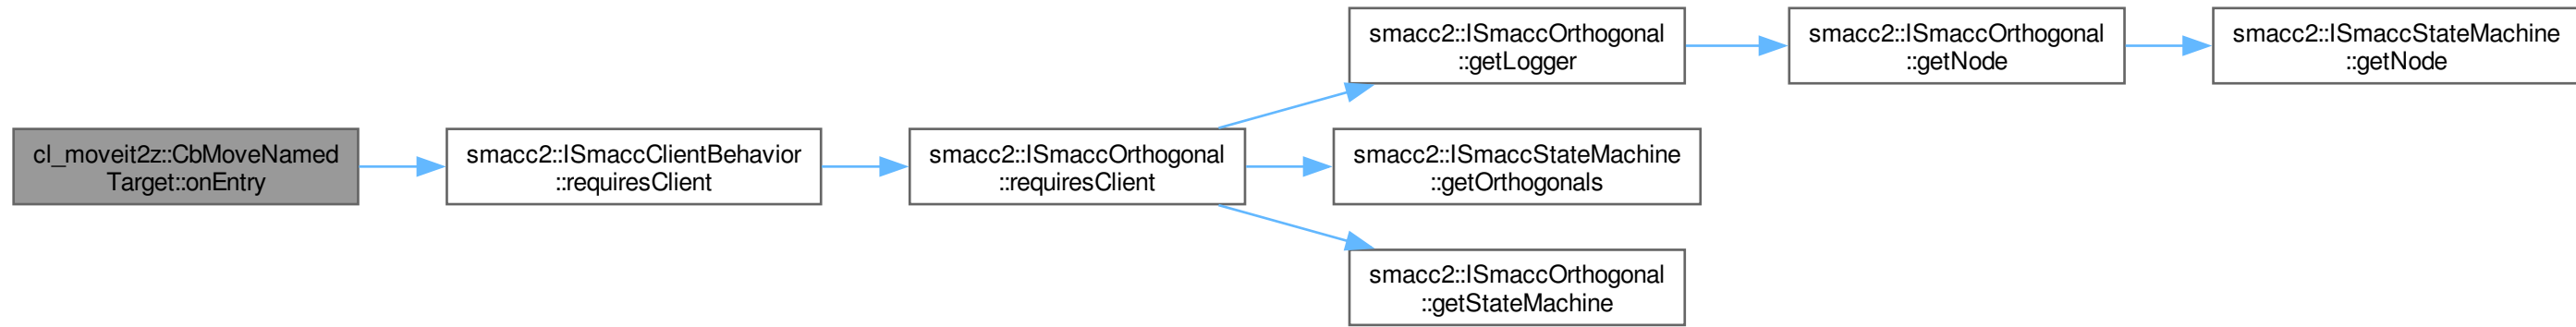 cl_moveit2z::CbMoveNamed
Target::onEntry
smacc2::ISmaccClientBehavior
::requiresClient
smacc2::ISmaccOrthogonal
::requiresClient
smacc2::ISmaccOrthogonal
::getLogger
smacc2::ISmaccOrthogonal
::getNode
smacc2::ISmaccStateMachine
::getNode
smacc2::ISmaccStateMachine
::getOrthogonals
smacc2::ISmaccOrthogonal
::getStateMachine